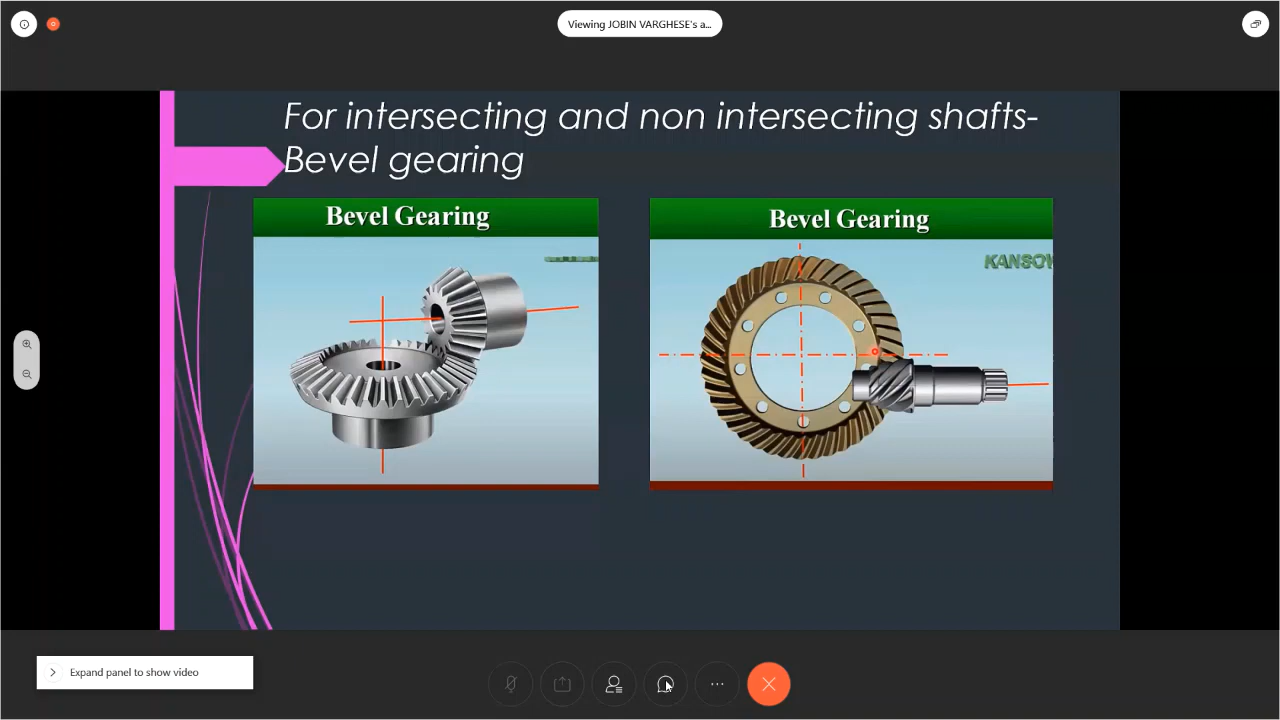 Viewing JOBIN VARGHESE's a...
For intersecting and non intersecting shafts-
Bevel gearing
Bevel Gearing
Bevel Gearing
KANSOV
Expand panel to show video